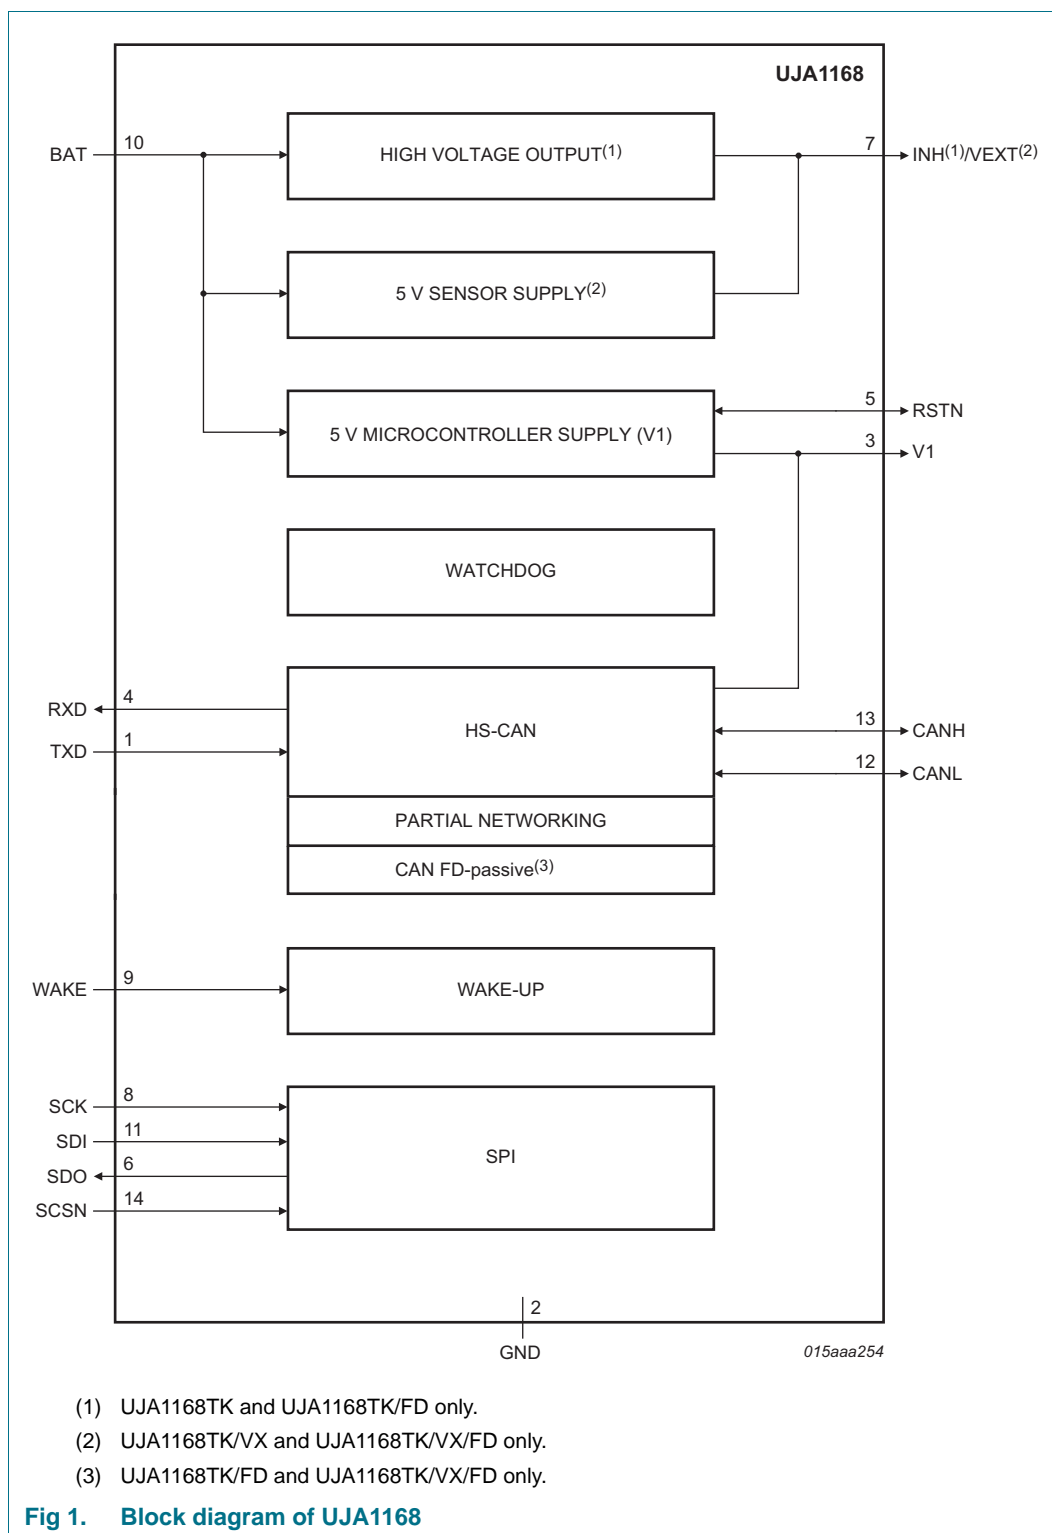 UJA1168
BAT 10 HIGH VOLTAGE OUTPUT(1) 7 INH(1)/VEXT(2)
5 V SENSOR SUPPLY(2)
5 RSTN
5 V MICROCONTROLLER SUPPLY (V1)
3 V1
WATCHDOG
RXD 4
HS-CAN
13 CANH
TXD 1
12 CANL
PARTIAL NETWORKING
CAN FD-passive(3)
WAKE 9 WAKE-UP
SCK 8
SDI 11
SPI
SDO 6
SCSN 14
2
GND
015aaa254
(1) UJA1168TK and UJA1168TK/FD only.
(2) UJA1168TK/VX and UJA1168TK/VX/FD only.
(3) UJA1168TK/FD and UJA1168TK/VX/FD only.
Fig 1. Block diagram of UJA1168